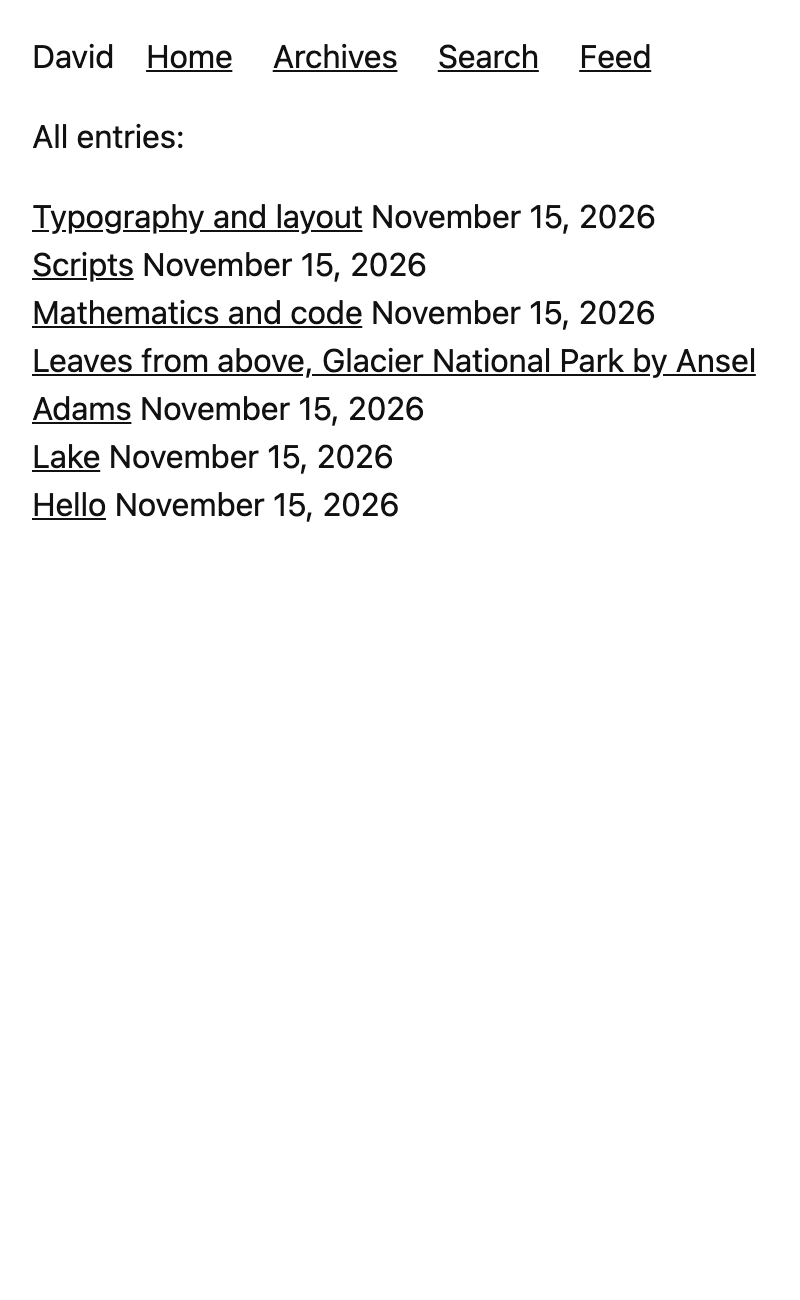 David Home Archives Search Feed
All entries:
Typography and layout November 15, 2026
Scripts November 15, 2026
Mathematics and code November 15, 2026
Leaves from above, Glacier National Park by Ansel
Adams November 15, 2026
Lake November 15, 2026
Hello November 15, 2026